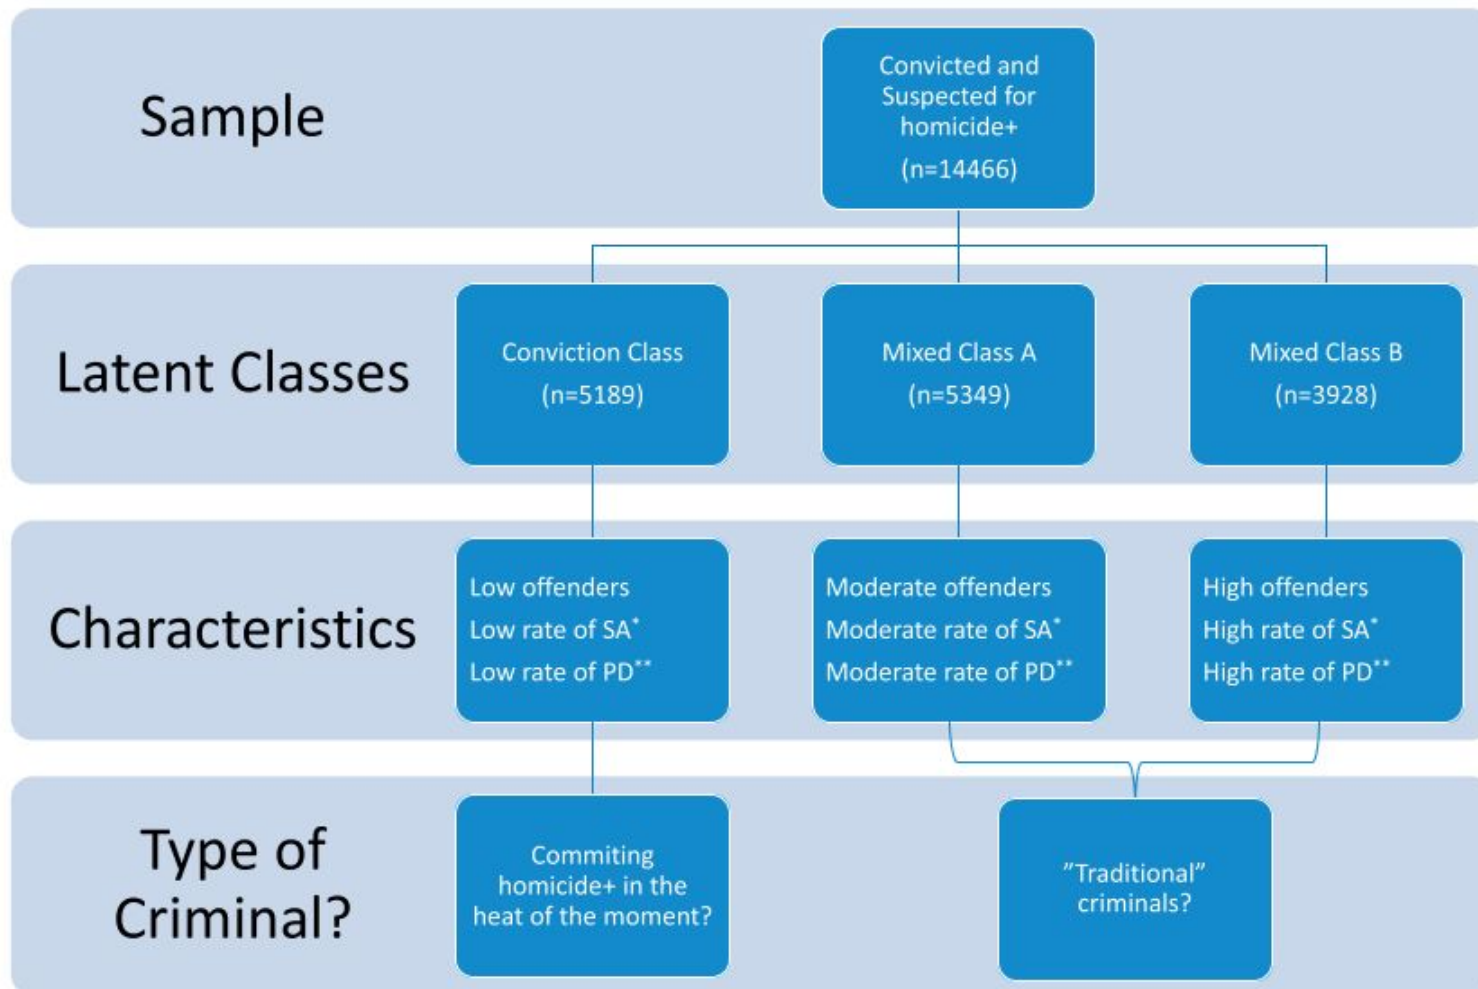 Sample
Convicted and
Suspected for
homicide+
(n=14466)
Latent Classes
Conviction Class
(n=5189)
Mixed Class A
(n=5349)
Mixed Class B
(n=3928)
Characteristics
Low offenders
Low rate of SA*
Low rate of PD**
Moderate offenders
Moderate rate of SA*
Moderate rate of PD**
High offenders
High rate of SA*
High rate of PD**
Type of
Criminal?
Commiting
homicide+ in the
heat of the moment?
”Traditional”
criminals?